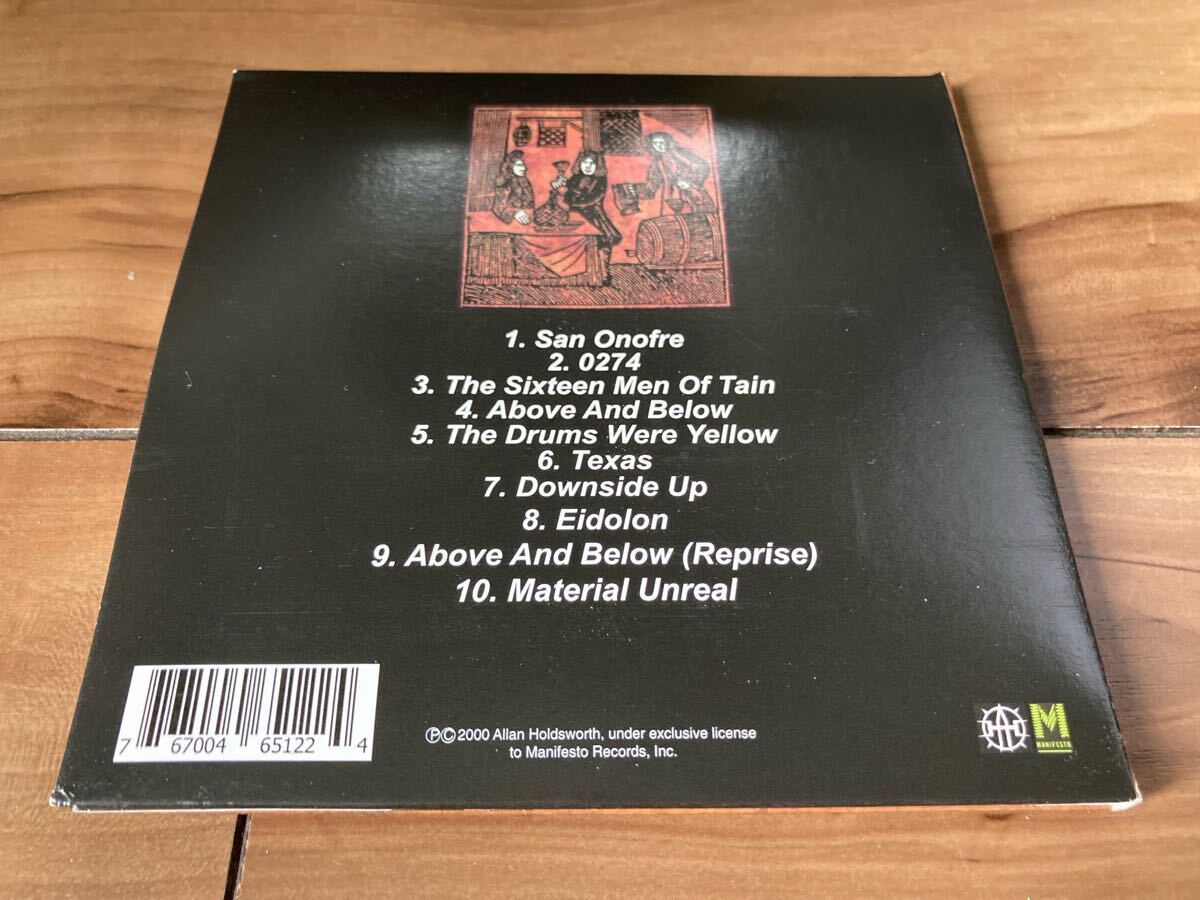 1. San Onofre
2. 0274
3. The Sixteen Men Of Tain
4. Above And Below
5. The Drums Were Yellow
6. Texas
7. Downside Up
8. Eidolon
9. Above And Below (Reprise)
10. Material Unreal
7 67004 65122 4
℗© 2000 Allan Holdsworth, under exclusive license
to Manifesto Records, Inc.
M
MANIFESTO